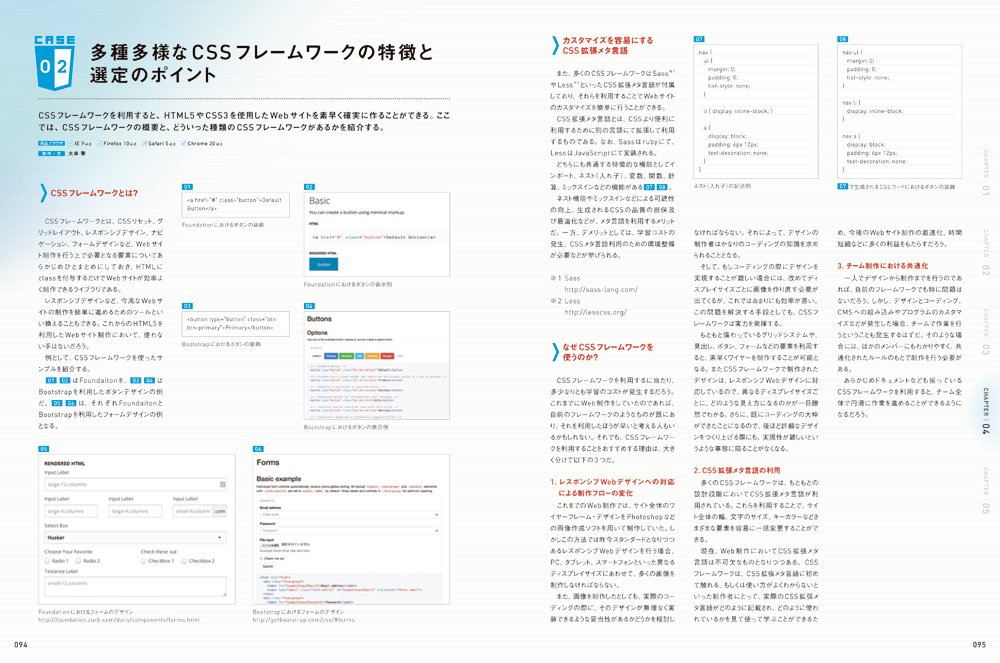 CASE
02
多種多様なCSSフレームワークの特徴と
選定のポイント
CSSフレームワークを利用すると、HTML5やCSS3を使用したWebサイトを素早く確実に作ることができる。ここ
では、CSSフレームワークの概要と、どういった種類のCSSフレームワークがあるかを紹介する。
IE 9以上 Firefox 10以上 Safari 5以上 Chrome 20以上
CSSフレームワークとは?
CSSフレームワークとは、CSSリセット、グ
リッドレイアウト、レスポンシブデザイン、ナビ
ゲーション、フォームデザインなど、Webサイ
ト制作を行う上で必要となる要素についてあ
らかじめひとまとめにしておき、HTMLに
classを付与するだけでWebサイトが効率よ
く制作できるライブラリである。
レスポンシブデザインなど、今風なWebサ
イトの制作を簡単に進めるためのツールとい
い換えることもできる。これからのHTML5を
利用したWebサイト制作において、使わな
い手はないだろう。
例として、CSSフレームワークを使ったサ
ンプルを紹介する。
01 02 はFoundaitonを、03 04 は
Bootstrapを利用したボタンデザインの例
だ。05 06 は、それぞれFoundaitonと
Bootstrapを利用したフォームデザインの例
となる。
01
<a href="#" class="button">Default
Button</a>
Foundationにおけるボタンの装飾
02
Basic
You can create a button using minimal markup.
HTML
<a href="#" class="button">Default Button</a>
RENDERED HTML
Button
Foundationにおけるボタンの表示例
03
<button type="button" class="btn
btn-primary">Primary</button>
Bootstrapにおけるボタンの装飾
04
Buttons
Options
Bootstrapにおけるボタンの表示例
05
RENDERED HTML
Input Label
large-12.columns
Input Label Input Label Input Label
large-4.columns large-4.columns small-9.column .com
Select Box
Husker
Choose Your Favorite Check these out
Radio 1 Radio 2 Checkbox 1 Checkbox 2
Textarea Label
small-12.columns
Foundationにおけるフォームのデザイン
http://foundation.zurb.com/docs/components/forms.html
06
Forms
Basic example
Email address
Password
File input
Check me out
Submit
Bootstrapにおけるフォームのデザイン
http://getbootstrap.com/css/#forms
094
カスタマイズを容易にする
CSS拡張メタ言語
また、多くのCSSフレームワークはSass※1
やLess※2といったCSS拡張メタ言語が付属
しており、それらを利用することでWebサイト
のカスタマイズを簡単に行うことができる。
CSS拡張メタ言語とは、CSSより便利に
利用するために別の言語にて拡張して利用
するものである。なお、Sassはrubyにて、
LessはJavaScriptにて実装される。
どちらにも共通する特徴的な機能としてイ
ンポート、ネスト(入れ子)、変数、関数、計
算、ミックスインなどの機能がある 07 08 。
ネスト機能やミックスインなどによる可読性
の向上、生成されるCSSの品質の担保及
び最適化などが、メタ言語を利用するメリット
だ。一方、デメリットとしては、学習コストの
発生、CSSメタ言語利用のための環境整備
が必要などが挙げられる。
※1 Sass
http://sass-lang.com/
※2 Less
http://lesscss.org/
なぜCSSフレームワークを
使うのか?
CSSフレームワークを利用するに当たり、
多少なりとも学習のコストが発生するだろう。
これまでにWeb制作をしていたのであれば、
自前のフレームワークのようなものが既にあ
り、それを利用したほうが早いと考える人もい
るかもしれない。それでも、CSSフレームワー
クを利用することをおすすめする理由は、大き
く分けて以下の3つだ。
1. レスポンシブWebデザインへの対応
による制作フローの変化
これまでのWeb制作では、サイト全体のワ
イヤーフレーム・デザインをPhotoshopなど
の画像作成ソフトを用いて制作していた。し
かしこの方法では昨今スタンダードとなりつつ
あるレスポンシブWebデザインを行う場合、
PC、タブレット、スマートフォンといった異なる
ディスプレイサイズにあわせて、多くの画像を
制作しなければならない。
また、画像を制作したとしても、実際のコー
ディングの際に、そのデザインが無理なく実
装できるような妥当性があるかどうかを検討し
07
nav {
ul {
margin: 0;
padding: 0;
list-style: none;
}
li { display: inline-block; }
a {
display: block;
padding: 6px 12px;
text-decoration: none;
}
}
ネスト(入れ子)の記述例
08
nav ul {
margin: 0;
padding: 0;
list-style: none;
}
nav li {
display: inline-block;
}
nav a {
display: block;
padding: 6px 12px;
text-decoration: none;
}
07 で生成されるCSSコードにおけるボタンの装飾
なければならない。それによって、デザインの
制作者はかなりのコーディングの知識を求め
られることとなる。
そして、もしコーディングの際にデザインを
実現することが難しい場合には、改めてディ
スプレイサイズごとに画像を作り直す必要が
出てくるが、これではあまりにも効率が悪い。
この問題を解決する手段としても、CSSフ
レームワークは実力を発揮する。
もともと備わっているグリッドシステムや、
見出し、ボタン、フォームなどの要素を利用す
ると、素早くワイヤーを制作することが可能と
なる。またCSSフレームワークで制作された
デザインは、レスポンシブWebデザインに対
応しているので、異なるディスプレイサイズご
とに、どのような見え方になるのかが一目瞭
然でわかる。さらに、既にコーディングの大枠
ができたことになるので、後ほど詳細なデザイ
ンをつくり上げる際にも、実現性が難しいとい
うような事態に陥ることがなくなる。
2. CSS拡張メタ言語の利用
多くのCSSフレームワークは、もともとの
設計段階においてCSS拡張メタ言語が利
用されている。これらを利用することで、サイ
ト全体の幅、文字のサイズ、キーカラーなどさ
まざまな要素を容易に一括変更することができ
る。
現在、Web制作においてCSS拡張メタ
言語は不可欠なものとなりつつある。CSS
フレームワークは、CSS拡張メタ言語に初め
て触れる、もしくは使い方がよくわからないと
いった制作者にとって、実際のCSS拡張メ
タ言語がどのように記載され、どのように使わ
れているかを見て使って学ぶことができるた
め、今後のWebサイト制作の最適化、時間
短縮などに多くの利益をもたらすだろう。
3. チーム制作における共通化
一人でデザインから制作までを行うのであ
れば、自前のフレームワークでも特に問題は
ないだろう。しかし、デザインとコーディング、
CMSへの組み込みやプログラムのカスタマ
イズなどが発生した場合、チームで作業を行
うということも発生するはずだ。そのような場
合には、ほかのメンバーにもわかりやすく、共
通化されたルールのもとで制作を行う必要が
ある。
あらかじめドキュメントなども揃っている
CSSフレームワークを利用すると、チーム全
体で円滑に作業を進めることができるように
なるだろう。
CHAPTER 01
CHAPTER 02
CHAPTER 03
CHAPTER 04
CHAPTER 05
095